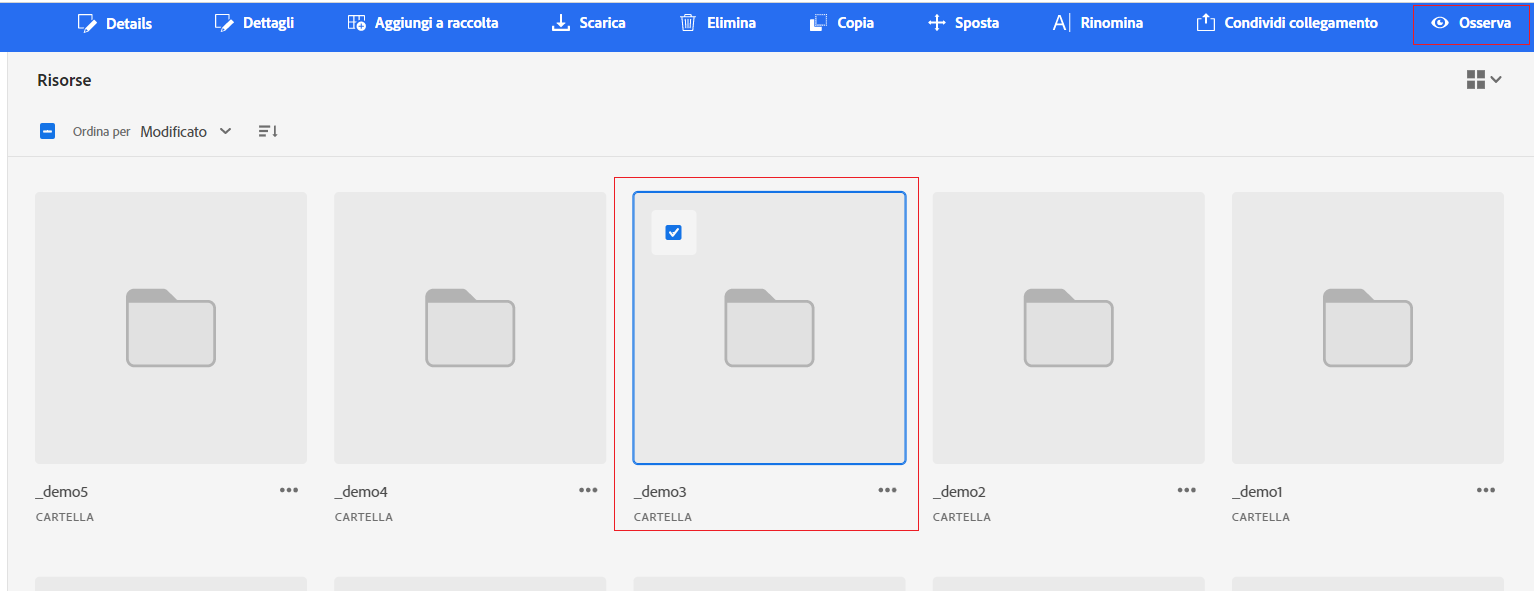 Details Dettagli Aggiungi a raccolta Scarica Elimina Copia Sposta Rinomina Condividi collegamento Osserva
Risorse
Ordina per Modificato
_demo5 _demo4 _demo3 _demo2 _demo1
CARTELLA CARTELLA CARTELLA CARTELLA CARTELLA